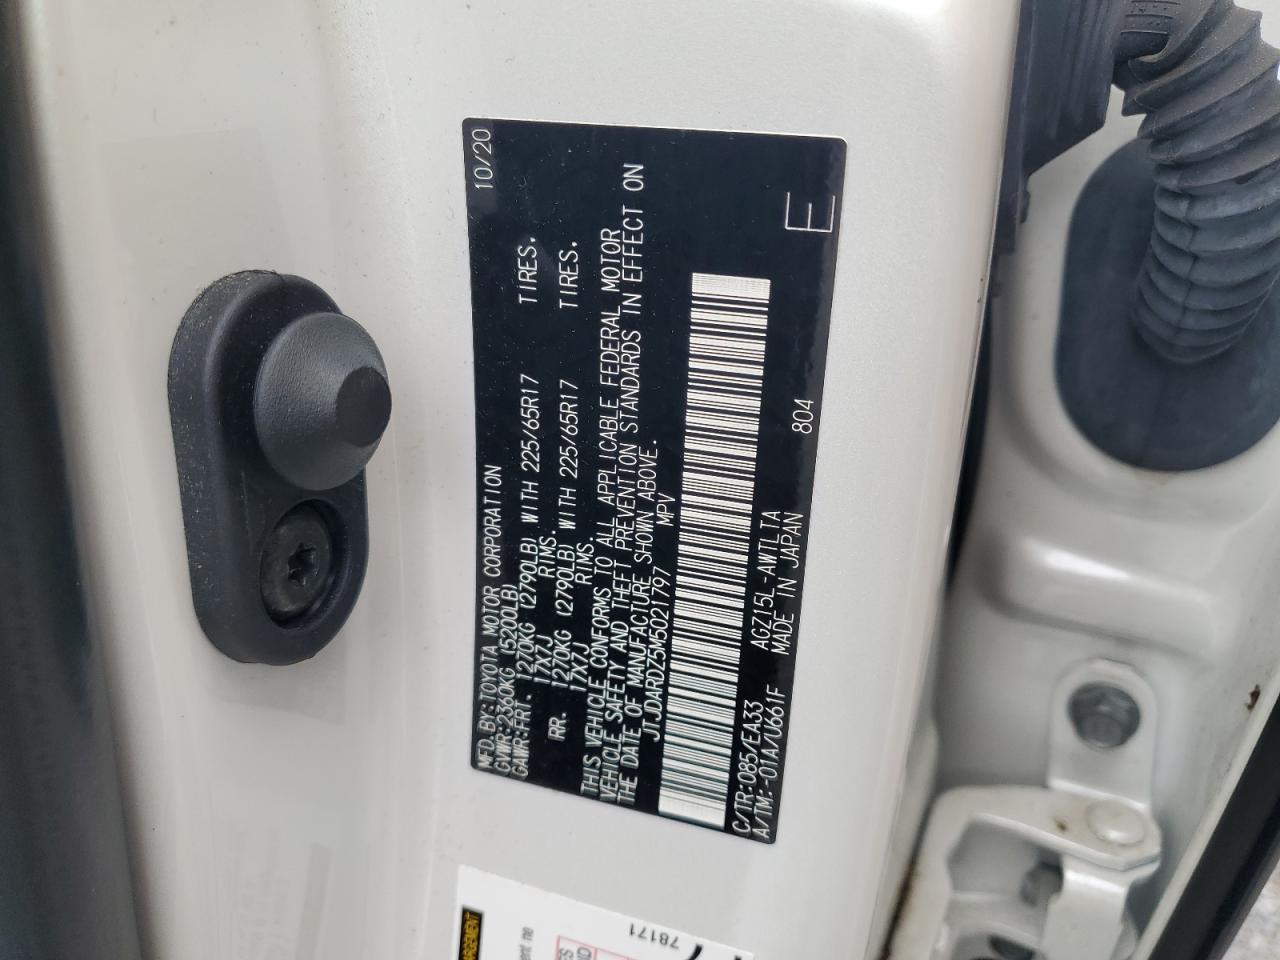 MFD.BY:TOYOTA MOTOR CORPORATION 10/20
GVWR:2360KG (5200LB)
GAWR:FRT. 1270KG (2790LB) WITH 225/65R17 TIRES.
17X7J RIMS.
RR. 1270KG (2790LB) WITH 225/65R17 TIRES.
17X7J RIMS.
THIS VEHICLE CONFORMS TO ALL APPLICABLE FEDERAL MOTOR
VEHICLE SAFETY AND THEFT PREVENTION STANDARDS IN EFFECT ON
THE DATE OF MANUFACTURE SHOWN ABOVE.
JTJDARDZ5M5021797 MPV
E
C/TR:085/EA33 AGZ15L-AWTLTA 804
A/TM:-01A/U661F MADE IN JAPAN
78171